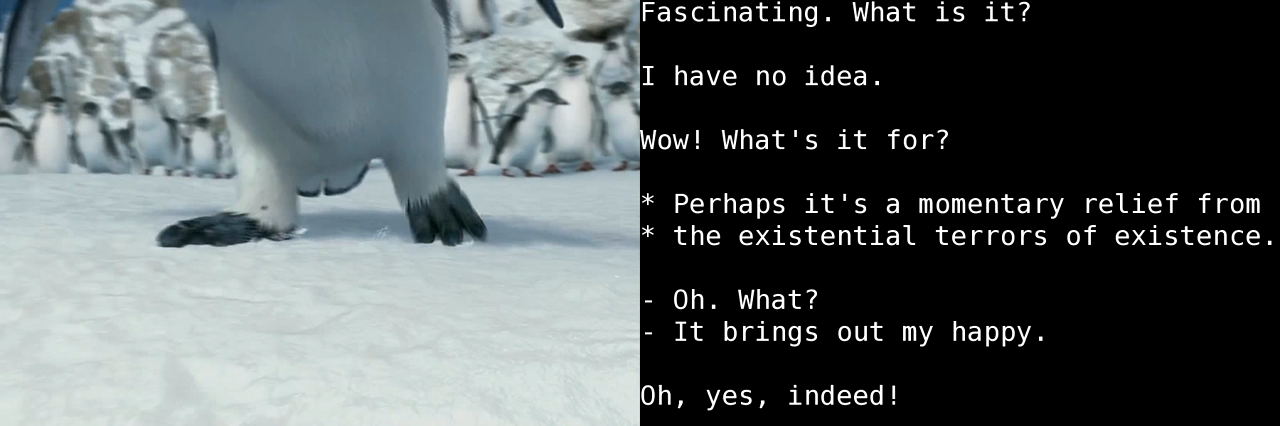 Fascinating. What is it?
I have no idea.
Wow! What's it for?
* Perhaps it's a momentary relief from
* the existential terrors of existence.
- Oh. What?
- It brings out my happy.
Oh, yes, indeed!